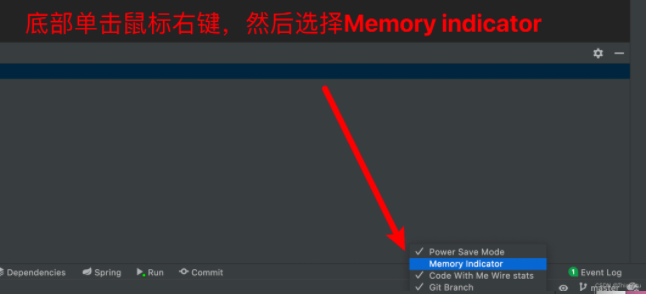 底部单击鼠标右键，然后选择Memory indicator
Power Save Mode
Memory Indicator
Code With Me Wire stats
Git Branch
Dependencies
Spring
Run
Commit
1 Event Log
master